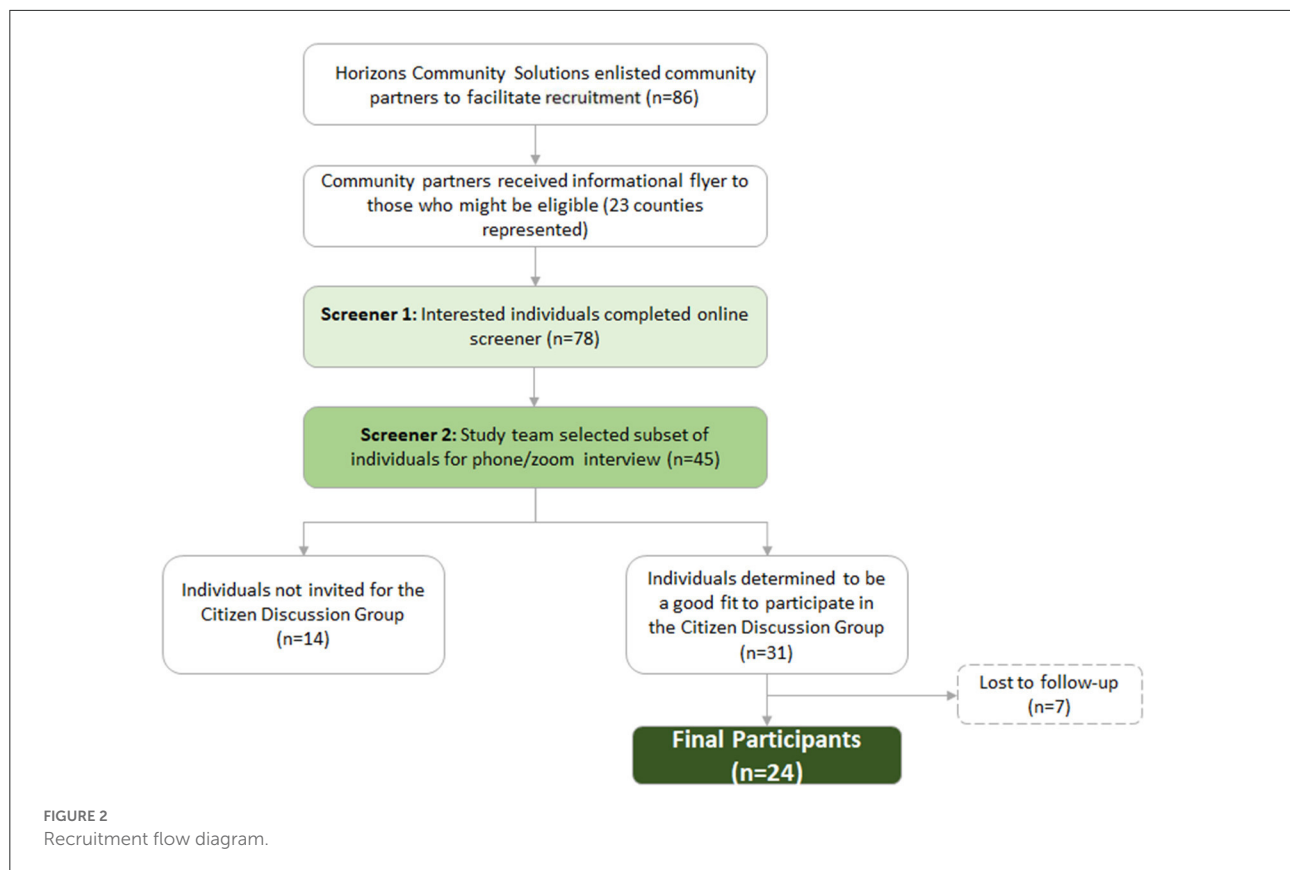 Horizons Community Solutions enlisted community
partners to facilitate recruitment (n=86)
Community partners received informational flyer to
those who might be eligible (23 counties
represented)
Screener 1: Interested individuals completed online
screener (n=78)
Screener 2: Study team selected subset of
individuals for phone/zoom interview (n=45)
Individuals not invited for the
Citizen Discussion Group
(n=14)
Individuals determined to be
a good fit to participate in
the Citizen Discussion Group
(n=31)
Lost to follow-up
(n=7)
Final Participants
(n=24)
FIGURE 2
Recruitment flow diagram.